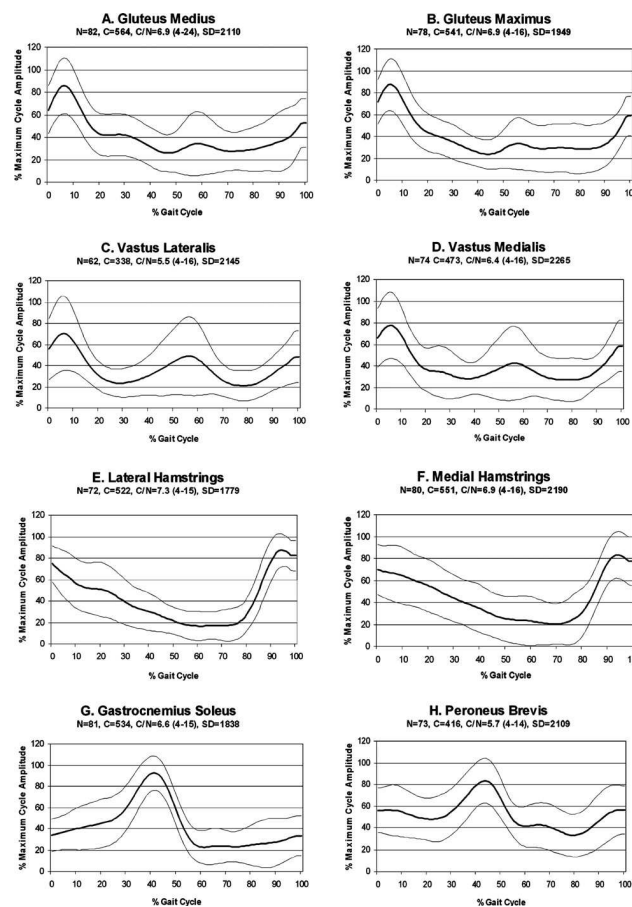 A. Gluteus Medius
N=82, C=564, C/N=6.9 (4-24), SD=2110
% Maximum Cycle Amplitude
120
100
80
60
40
20
0
0 10 20 30 40 50 60 70 80 90 100
% Gait Cycle
B. Gluteus Maximus
N=78, C=541, C/N=6.9 (4-16), SD=1949
% Maximum Cycle Amplitude
120
100
80
60
40
20
0
0 10 20 30 40 50 60 70 80 90 100
% Gait Cycle
C. Vastus Lateralis
N=62, C=338, C/N=5.5 (4-16), SD=2145
% Maximum Cycle Amplitude
120
100
80
60
40
20
0
0 10 20 30 40 50 60 70 80 90 100
% Gait Cycle
D. Vastus Medialis
N=74 C=473, C/N=6.4 (4-16), SD=2265
% Maximum Cycle Amplitude
120
100
80
60
40
20
0
0 10 20 30 40 50 60 70 80 90 100
% Gait Cycle
E. Lateral Hamstrings
N=72, C=522, C/N=7.3 (4-15), SD=1779
% Maximum Cycle Amplitude
120
100
80
60
40
20
0
0 10 20 30 40 50 60 70 80 90 100
% Gait Cycle
F. Medial Hamstrings
N=80, C=551, C/N=6.9 (4-16), SD=2190
% Maximum Cycle Amplitude
120
100
80
60
40
20
0
0 10 20 30 40 50 60 70 80 90 100
% Gait Cycle
G. Gastrocnemius Soleus
N=81, C=534, C/N=6.6 (4-15), SD=1838
% Maximum Cycle Amplitude
120
100
80
60
40
20
0
0 10 20 30 40 50 60 70 80 90 100
% Gait Cycle
H. Peroneus Brevis
N=73, C=416, C/N=5.7 (4-14), SD=2109
% Maximum Cycle Amplitude
120
100
80
60
40
20
0
0 10 20 30 40 50 60 70 80 90 100
% Gait Cycle